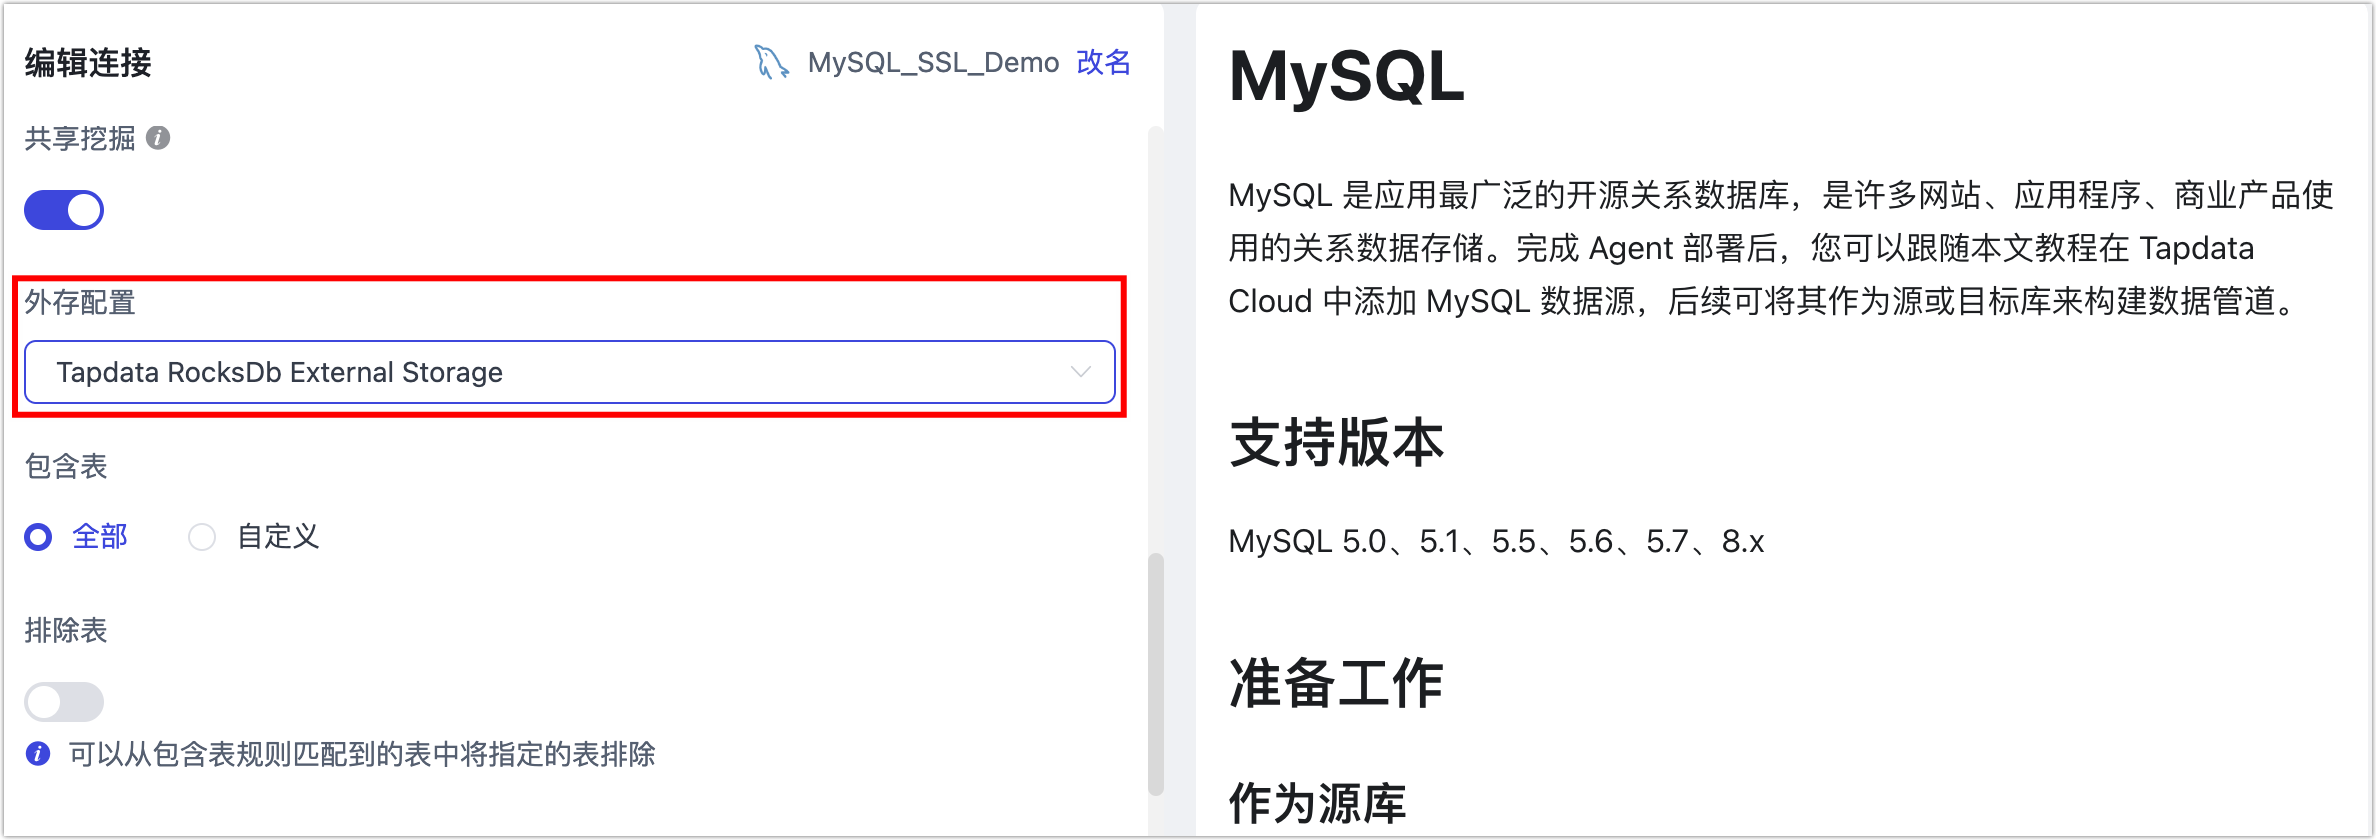 编辑连接
MySQL_SSL_Demo 改名
共享挖掘
外存配置
Tapdata RocksDb External Storage
包含表
全部 自定义
排除表
可以从包含表规则匹配到的表中将指定的表排除
MySQL
MySQL 是应用最广泛的开源关系数据库，是许多网站、应用程序、商业产品使
用的关系数据存储。完成 Agent 部署后，您可以跟随本文教程在 Tapdata
Cloud 中添加 MySQL 数据源，后续可将其作为源或目标库来构建数据管道。
支持版本
MySQL 5.0、5.1、5.5、5.6、5.7、8.x
准备工作
作为源库